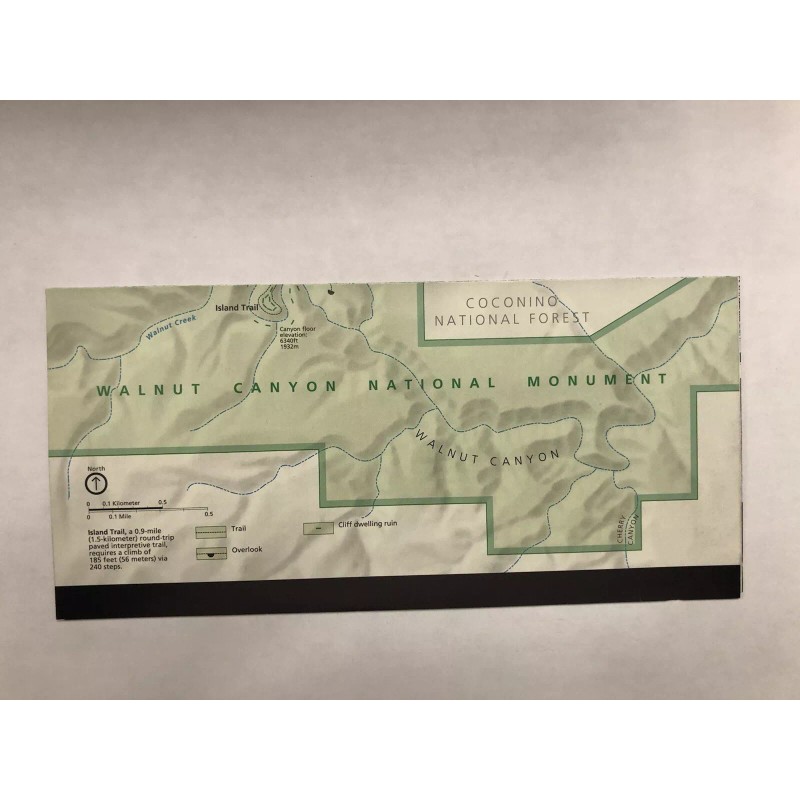 COCONINO
NATIONAL FOREST
Island Trail
Walnut Creek
Canyon floor
elevation:
6340ft
1932m
WALNUT CANYON NATIONAL MONUMENT
WALNUT CANYON
North
0 0.1 Kilometer 0.5
0 0.1 Mile 0.5
Island Trail, a 0.9-mile
(1.5-kilometer) round-trip
paved interpretive trail,
requires a climb of
185 feet (56 meters) via
240 steps.
Trail
Overlook
Cliff dwelling ruin
CHERRY
CANYON